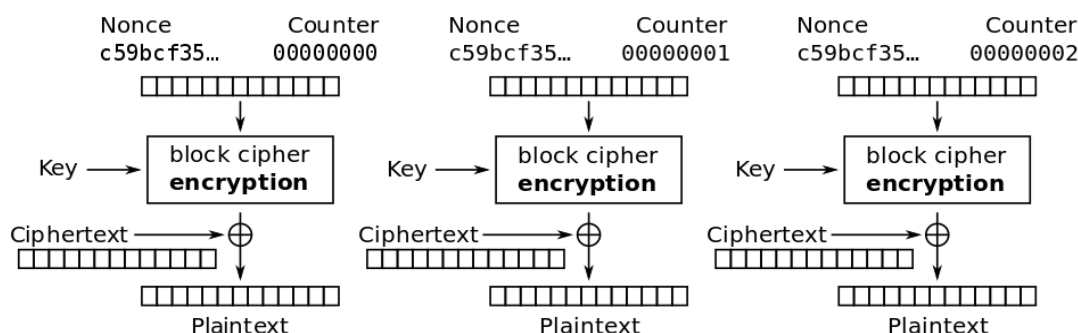 Nonce Counter Nonce Counter Nonce Counter
c59bcf35… 00000000 c59bcf35… 00000001 c59bcf35… 00000002
block cipher block cipher block cipher
Key encryption Key encryption Key encryption
Ciphertext Ciphertext Ciphertext
Plaintext Plaintext Plaintext